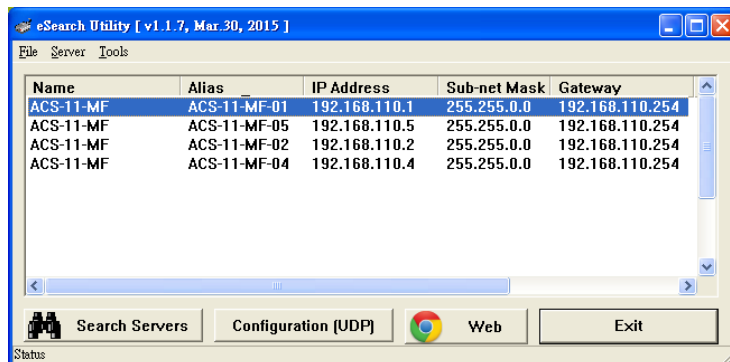 eSearch Utility [ v1.1.7, Mar.30, 2015 ]
File Server Tools
Name Alias _ IP Address Sub-net Mask Gateway
ACS-11-MF ACS-11-MF-01 192.168.110.1 255.255.0.0 192.168.110.254
ACS-11-MF ACS-11-MF-05 192.168.110.5 255.255.0.0 192.168.110.254
ACS-11-MF ACS-11-MF-02 192.168.110.2 255.255.0.0 192.168.110.254
ACS-11-MF ACS-11-MF-04 192.168.110.4 255.255.0.0 192.168.110.254
Search Servers Configuration (UDP) Web Exit
Status